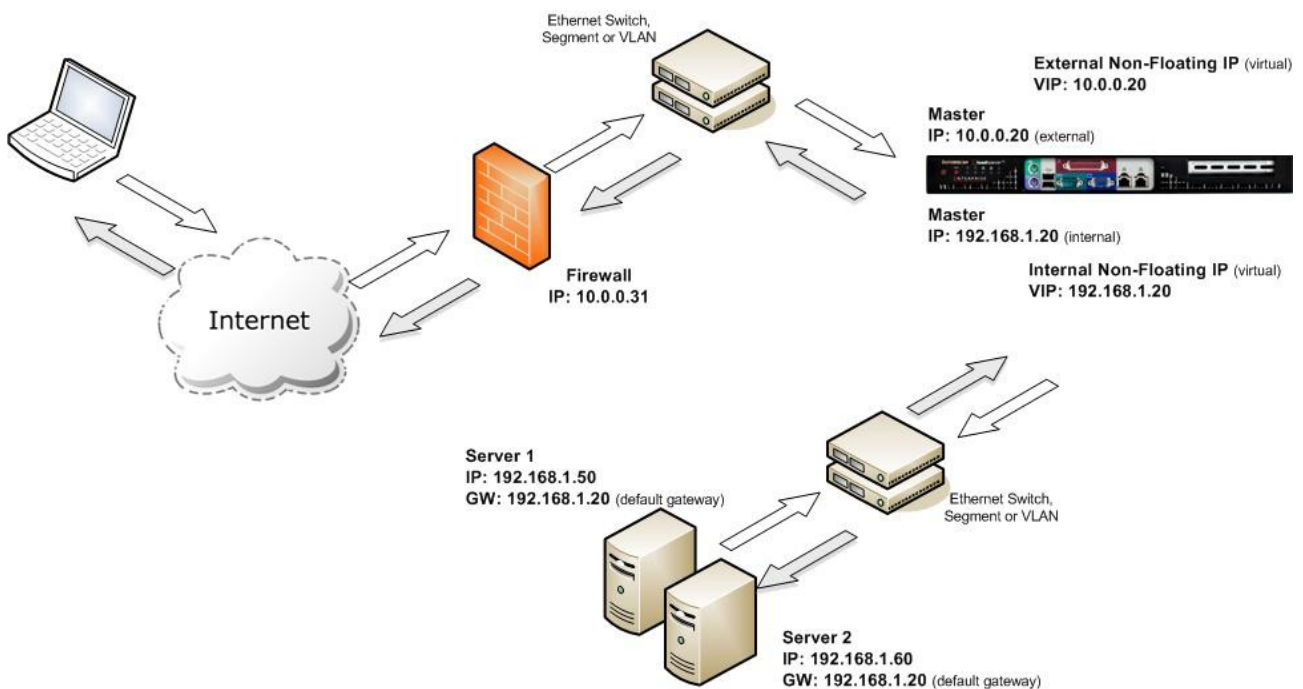 Ethernet Switch,
Segment or VLAN
External Non-Floating IP (virtual)
VIP: 10.0.0.20
Master
IP: 10.0.0.20 (external)
Master
IP: 192.168.1.20 (internal)
Internal Non-Floating IP (virtual)
VIP: 192.168.1.20
Firewall
IP: 10.0.0.31
Internet
Server 1
IP: 192.168.1.50
GW: 192.168.1.20 (default gateway)
Ethernet Switch,
Segment or VLAN
Server 2
IP: 192.168.1.60
GW: 192.168.1.20 (default gateway)